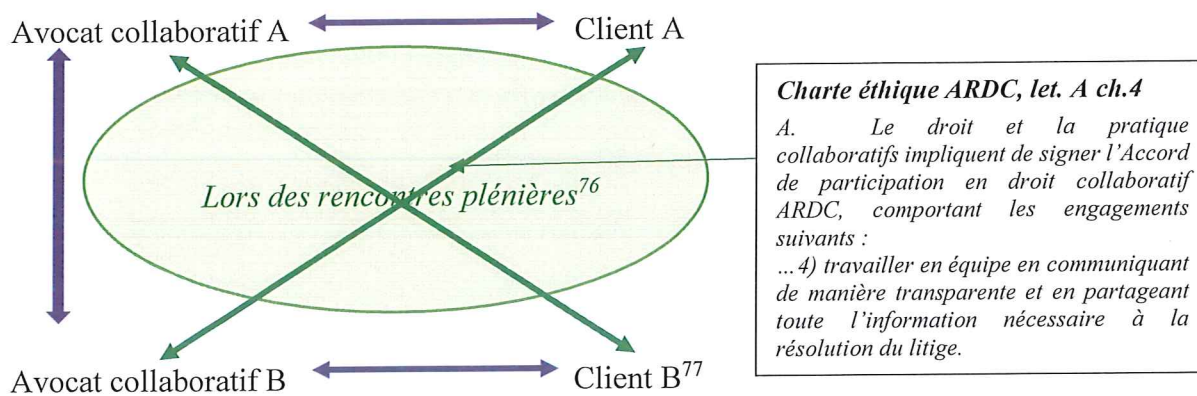 Avocat collaboratif A
Client A
Lors des rencontres plénières76
Avocat collaboratif B
Client B77
Charte éthique ARDC, let. A ch.4
A. Le droit et la pratique
collaboratifs impliquent de signer l'Accord
de participation en droit collaboratif
ARDC, comportant les engagements
suivants :
...4) travailler en équipe en communiquant
de manière transparente et en partageant
toute l'information nécessaire à la
résolution du litige.